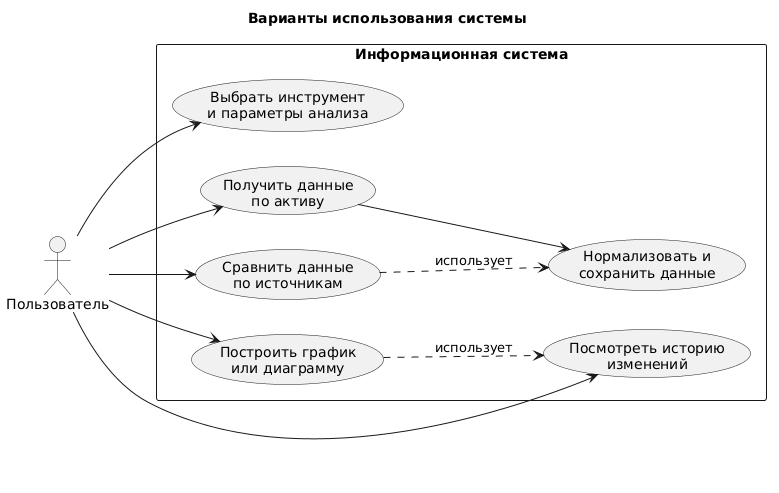 Варианты использования системы
Информационная система
Выбрать инструмент
и параметры анализа
Получить данные
по активу
Сравнить данные
по источникам
использует
Нормализовать и
сохранить данные
Пользователь
Построить график
или диаграмму
использует
Посмотреть историю
изменений